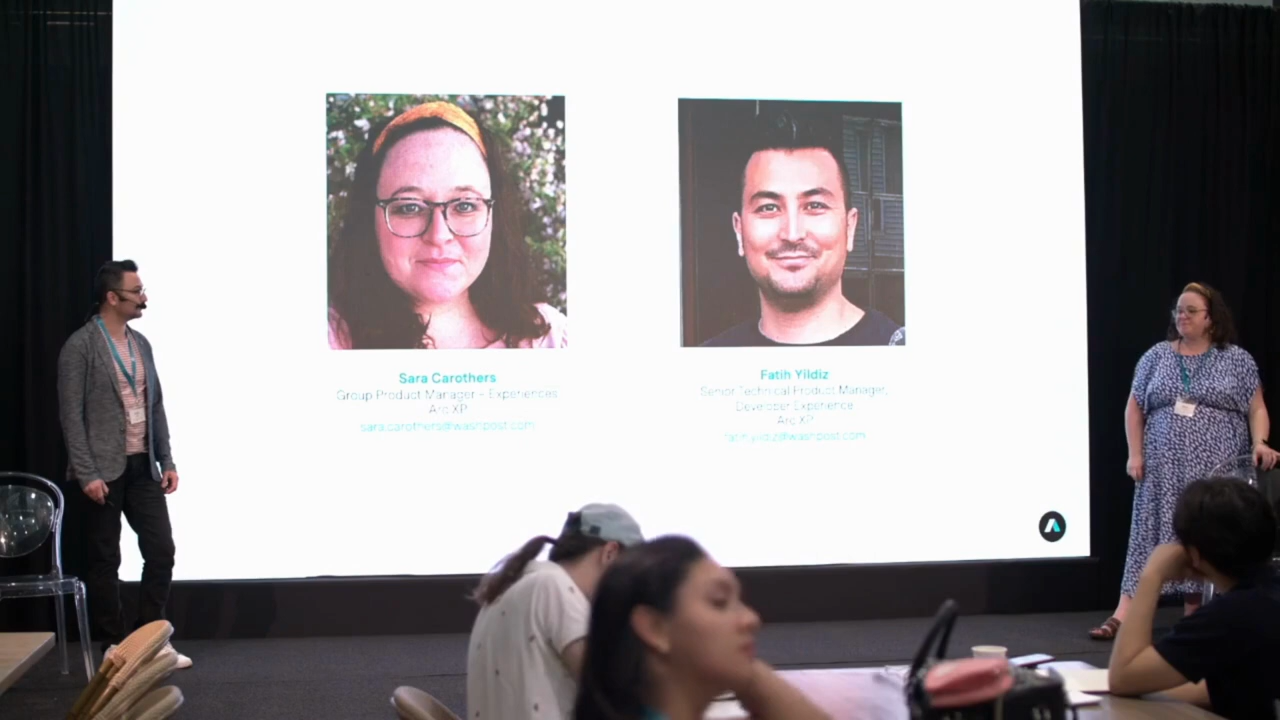 Sara Carothers
Group Product Manager - Experiences
Arc XP
sara.carothers@washpost.com
Fatih Yildiz
Senior Technical Product Manager,
Developer Experience
Arc XP
fatih.yildiz@washpost.com